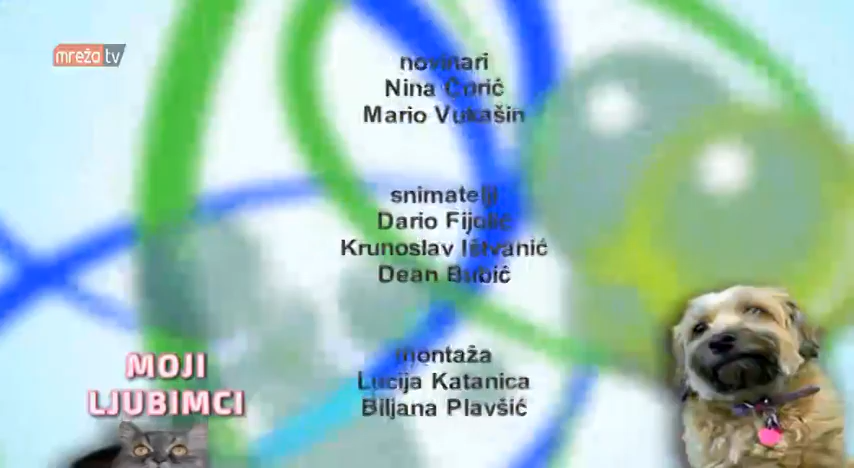 mreža tv
novinari
Nina Ćorić
Mario Vukašin
snimatelji
Dario Fijolić
Krunoslav Ištvanić
Dean Bubić
montaža
Lucija Katanica
Biljana Plavšić
MOJI
LJUBIMCI